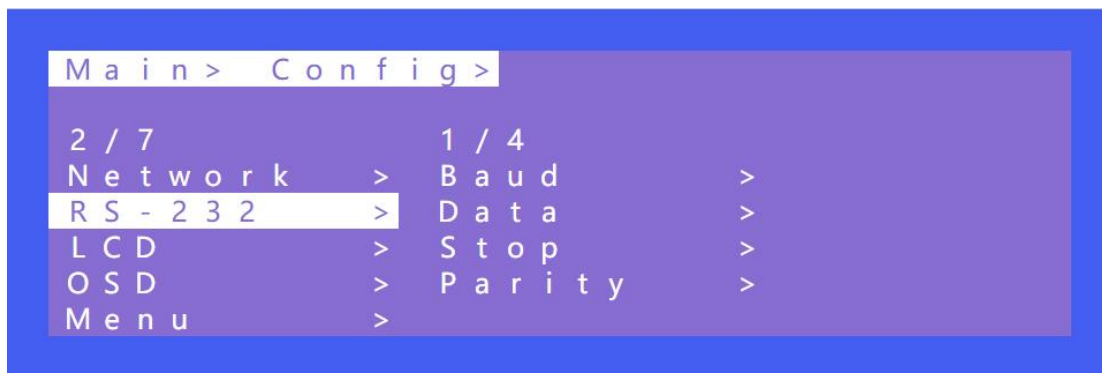 Main> Config>
2/7 1/4
Network > Baud >
RS-232 > Data >
LCD > Stop >
OSD > Parity >
Menu >